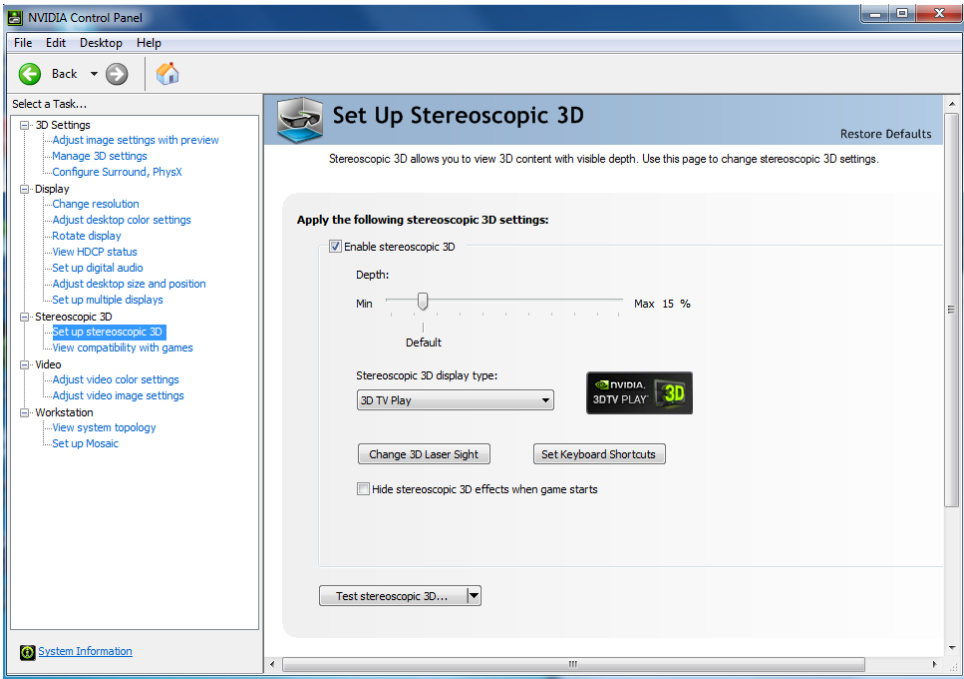 NVIDIA Control Panel
File Edit Desktop Help
Back
Select a Task...
3D Settings
Adjust image settings with preview
Manage 3D settings
Configure Surround, PhysX
Display
Change resolution
Adjust desktop color settings
Rotate display
View HDCP status
Set up digital audio
Adjust desktop size and position
Set up multiple displays
Stereoscopic 3D
Set up stereoscopic 3D
View compatibility with games
Video
Adjust video color settings
Adjust video image settings
Workstation
View system topology
Set up Mosaic
System Information
Set Up Stereoscopic 3D
Restore Defaults
Stereoscopic 3D allows you to view 3D content with visible depth. Use this page to change stereoscopic 3D settings.
Apply the following stereoscopic 3D settings:
Enable stereoscopic 3D
Depth:
Min Max 15 %
Default
Stereoscopic 3D display type:
3D TV Play
NVIDIA.
3DTV PLAY 3D
Change 3D Laser Sight Set Keyboard Shortcuts
Hide stereoscopic 3D effects when game starts
Test stereoscopic 3D...